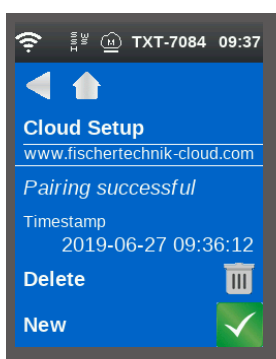 TXT-7084 09:37
Cloud Setup
www.fischertechnik-cloud.com
Pairing successful
Timestamp
2019-06-27 09:36:12
Delete
New